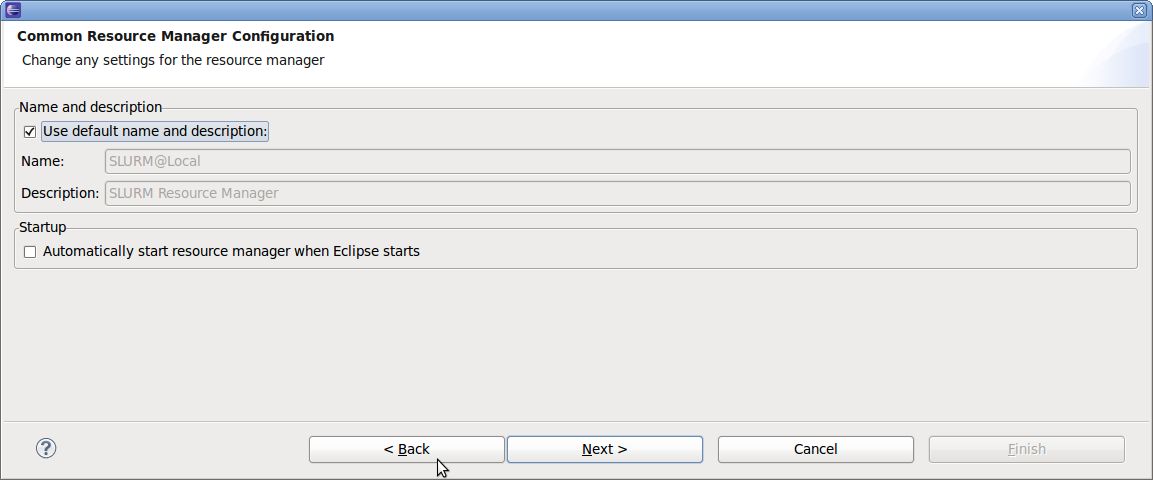 Common Resource Manager Configuration
Change any settings for the resource manager
Name and description
Use default name and description:
Name: SLURM@Local
Description: SLURM Resource Manager
Startup
Automatically start resource manager when Eclipse starts
? < Back Next > Cancel Finish